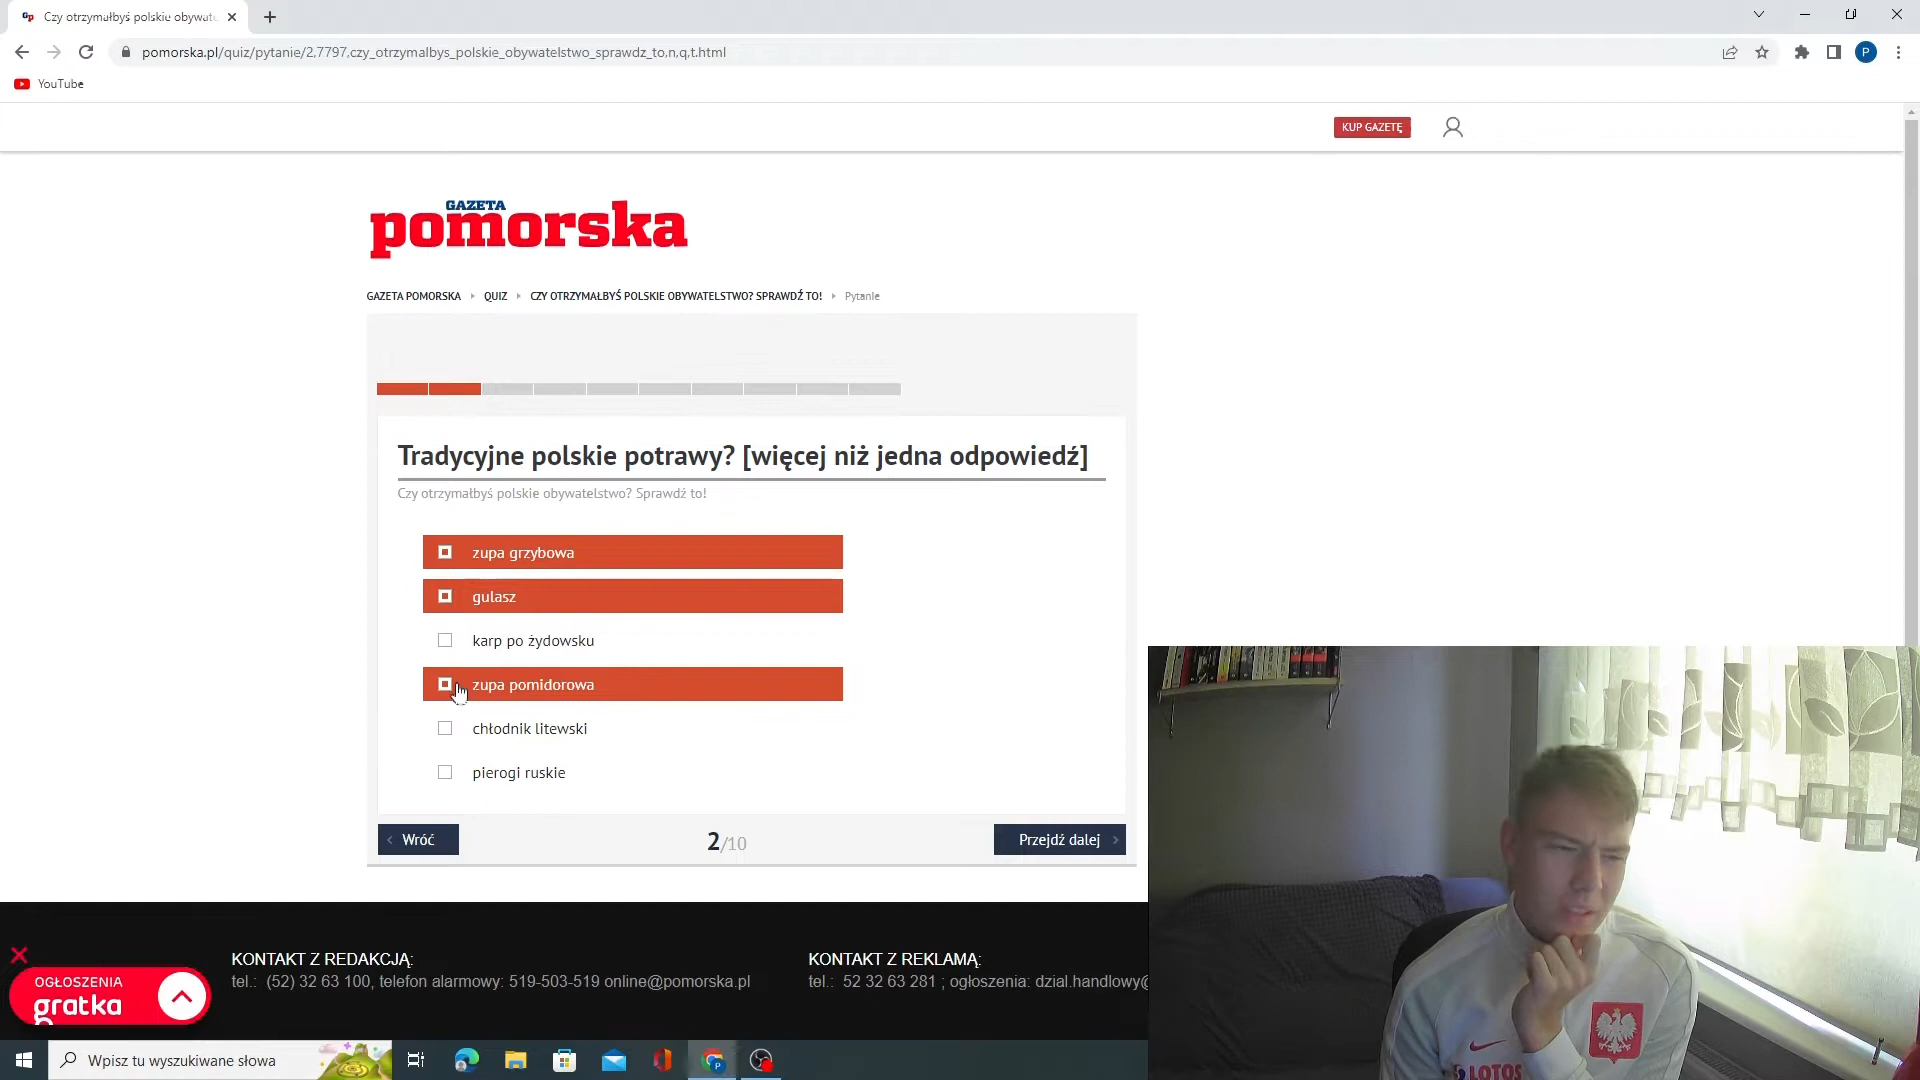 Czy otrzymałbyś polskie obywate
pomorska.pl/quiz/pytanie/2,7797,czy_otrzymalbys_polskie_obywatelstwo_sprawdz_to,n,q,t.html
P
YouTube
KUP GAZETĘ
GAZETA
pomorska
GAZETA POMORSKA QUIZ CZY OTRZYMAŁBYŚ POLSKIE OBYWATELSTWO? SPRAWDŹ TO! Pytanie
Tradycyjne polskie potrawy? [więcej niż jedna odpowiedź]
Czy otrzymałbyś polskie obywatelstwo? Sprawdź to!
zupa grzybowa
gulasz
karp po żydowsku
zupa pomidorowa
chłodnik litewski
pierogi ruskie
Wróć 2/10 Przejdź dalej
KONTAKT Z REDAKCJĄ:
tel.: (52) 32 63 100, telefon alarmowy: 519-503-519 online@pomorska.pl
KONTAKT Z REKLAMĄ:
tel.: 52 32 63 281 ; ogłoszenia: dzial.handlowy@
OGŁOSZENIA
gratka
LOTOS
Wpisz tu wyszukiwane słowa